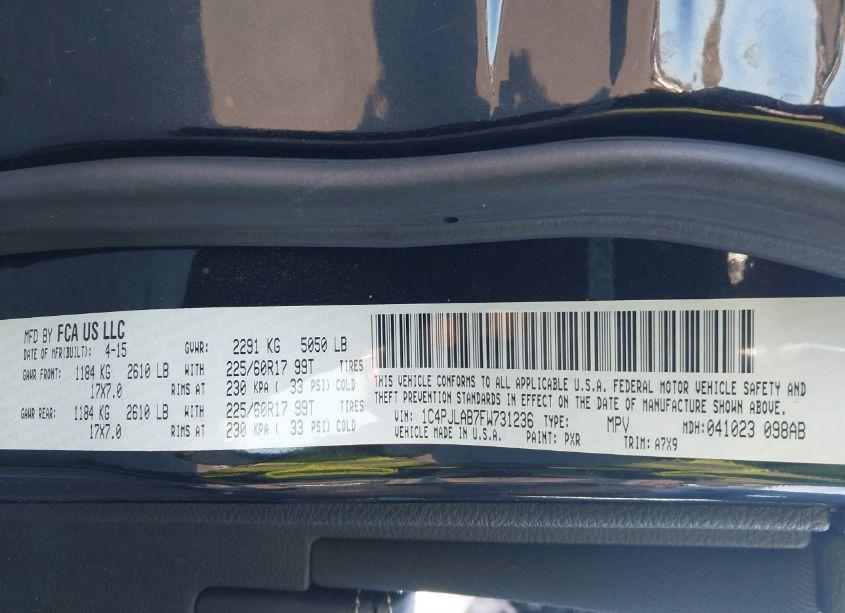 MFD BY FCA US LLC
DATE OF MFR(BUILT): 4-15 GVWR: 2291 KG 5050 LB
GAWR FRONT: 1184 KG 2610 LB WITH 225/60R17 99T TIRES
17X7.0 RIMS AT 230 KPA ( 33 PSI) COLD
GAWR REAR: 1184 KG 2610 LB WITH 225/60R17 99T TIRES
17X7.0 RIMS AT 230 KPA ( 33 PSI) COLD
THIS VEHICLE CONFORMS TO ALL APPLICABLE U.S.A. FEDERAL MOTOR VEHICLE SAFETY AND
THEFT PREVENTION STANDARDS IN EFFECT ON THE DATE OF MANUFACTURE SHOWN ABOVE.
VIN: 1C4PJLAB7FW731236 TYPE: MPV MDH: 041023 098AB
VEHICLE MADE IN U.S.A. PAINT: PXR TRIM: A7X9